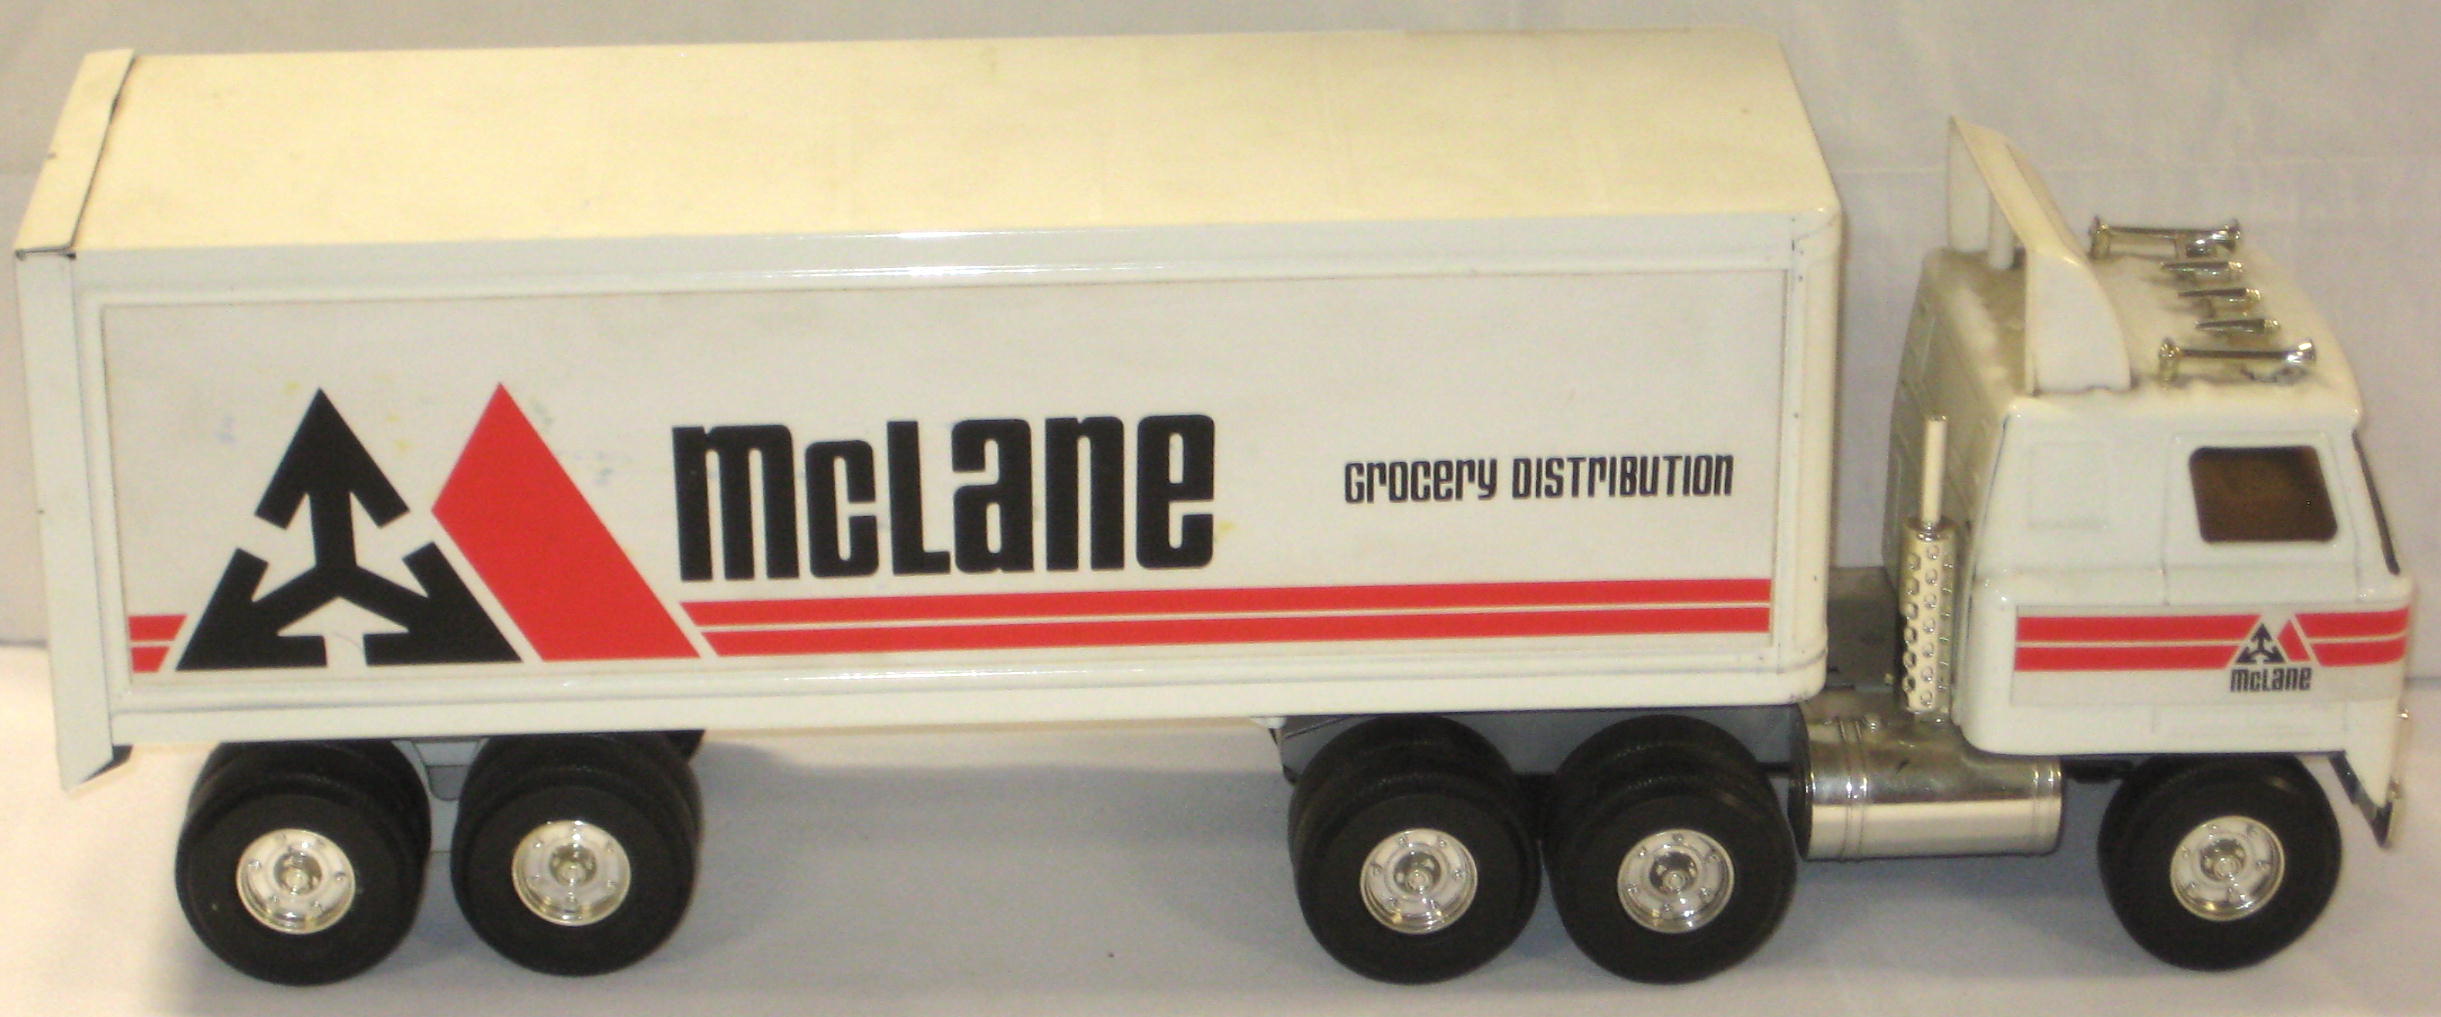 McLane
Grocery DISTRIBUTION
McLane